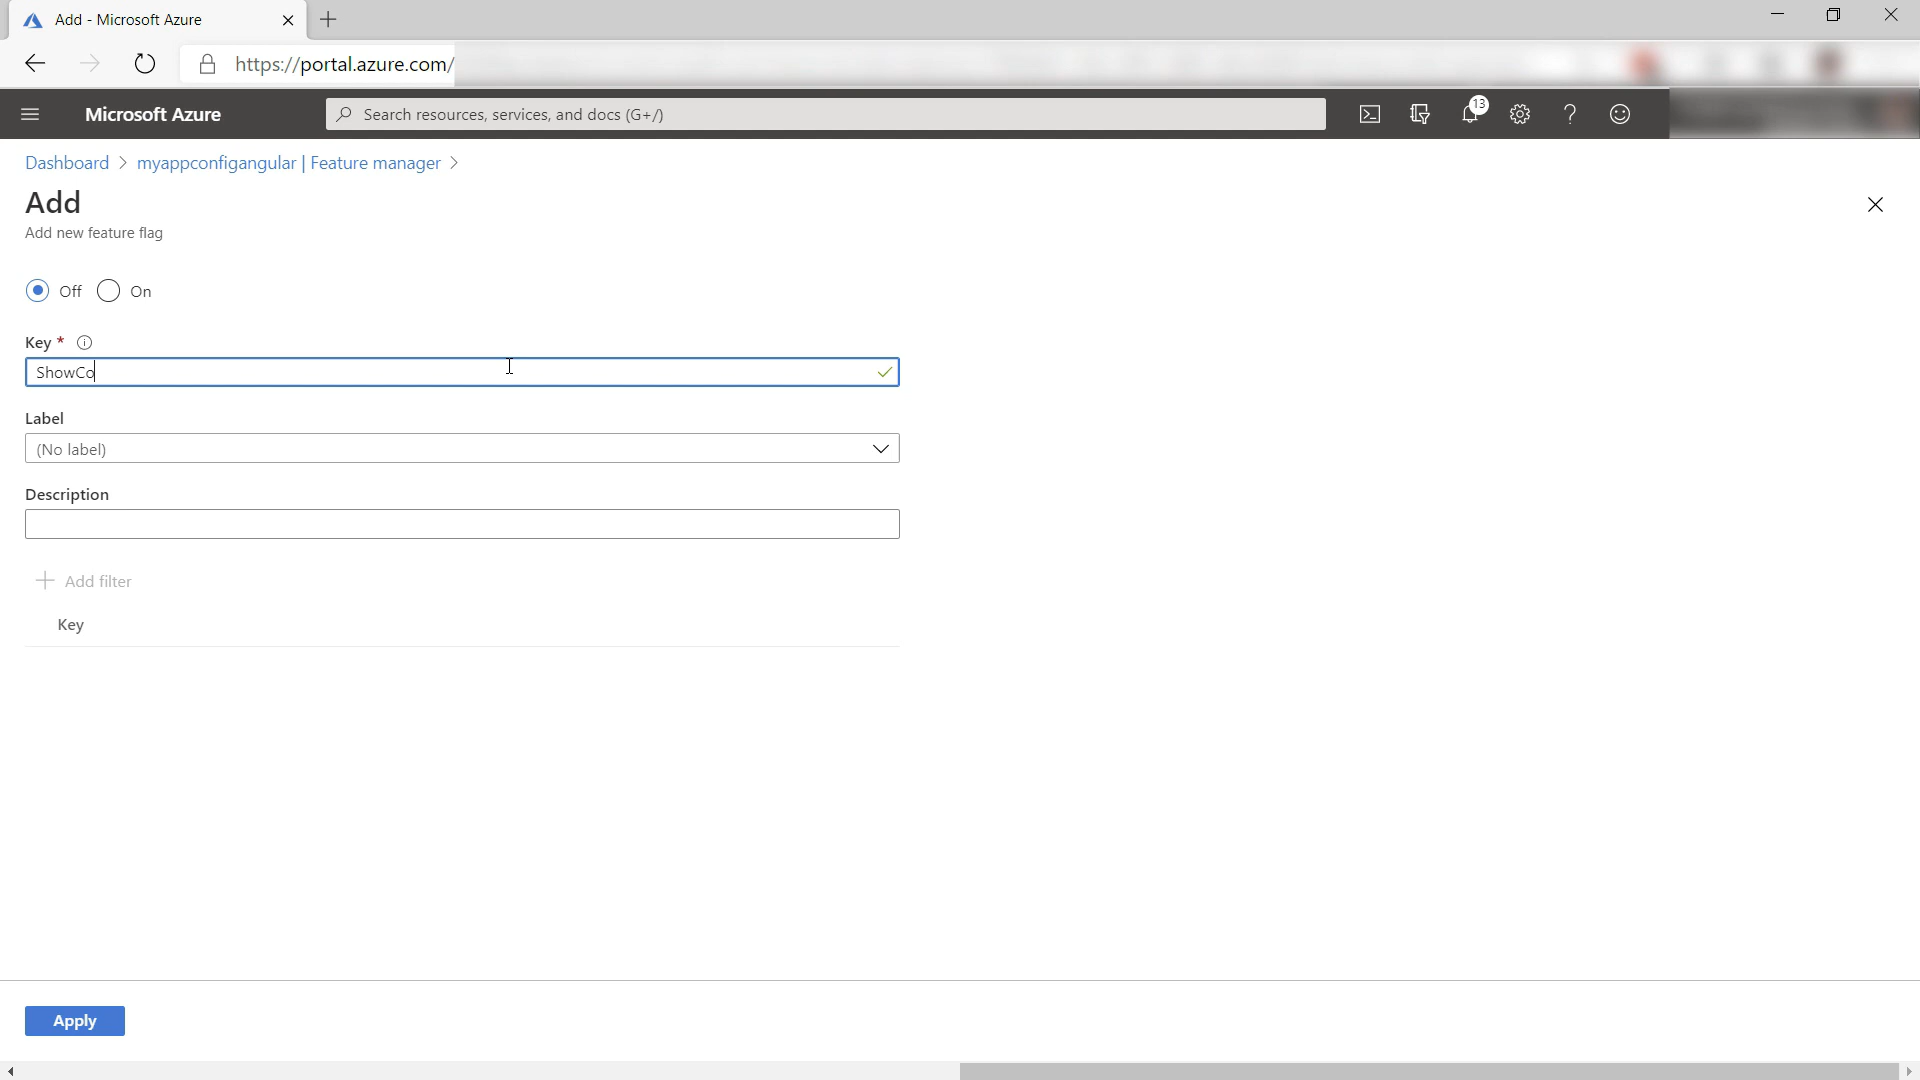 Add - Microsoft Azure
https://portal.azure.com/
Microsoft Azure
Search resources, services, and docs (G+/)
13
Dashboard > myappconfigangular | Feature manager >
Add
Add new feature flag
Off On
Key *
ShowCo
Label
(No label)
Description
Add filter
Key
Apply